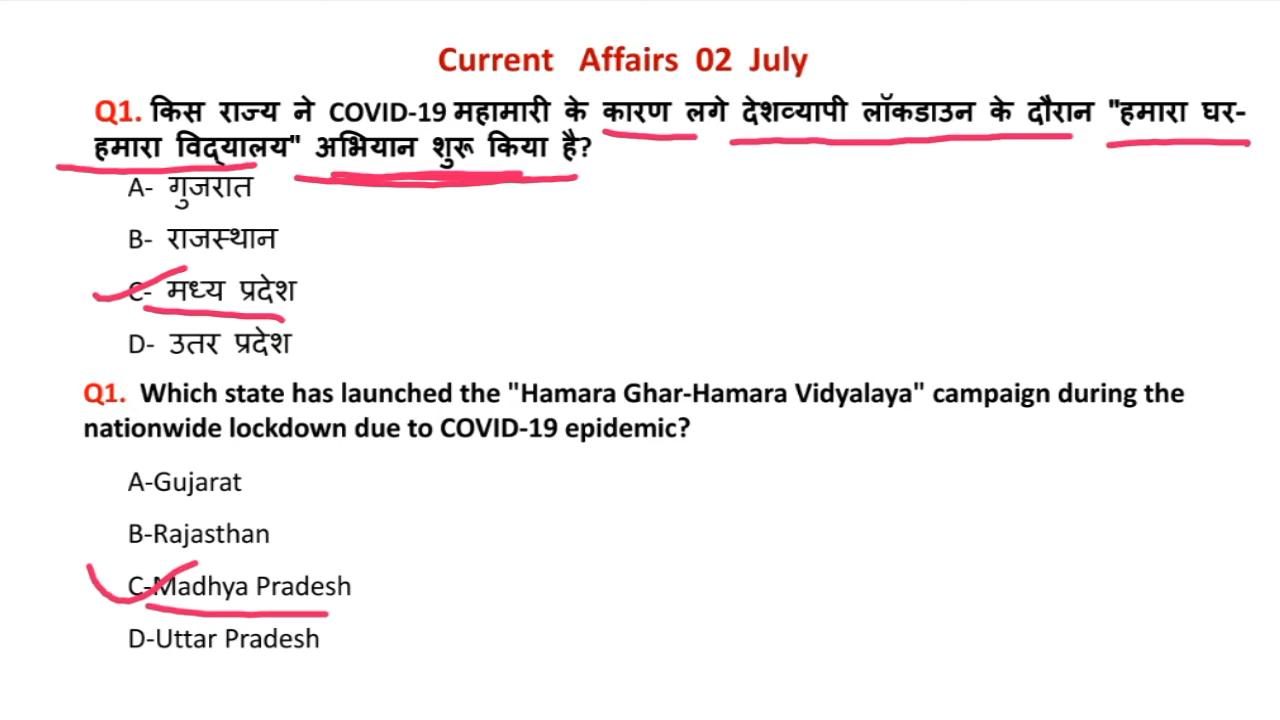 Current Affairs 02 July
Q1. किस राज्य ने COVID-19 महामारी के कारण लगे देशव्यापी लॉकडाउन के दौरान "हमारा घर-
हमारा विद्यालय" अभियान शुरू किया है?
A- गुजरात
B- राजस्थान
C- मध्य प्रदेश
D- उतर प्रदेश
Q1. Which state has launched the "Hamara Ghar-Hamara Vidyalaya" campaign during the
nationwide lockdown due to COVID-19 epidemic?
A-Gujarat
B-Rajasthan
C-Madhya Pradesh
D-Uttar Pradesh